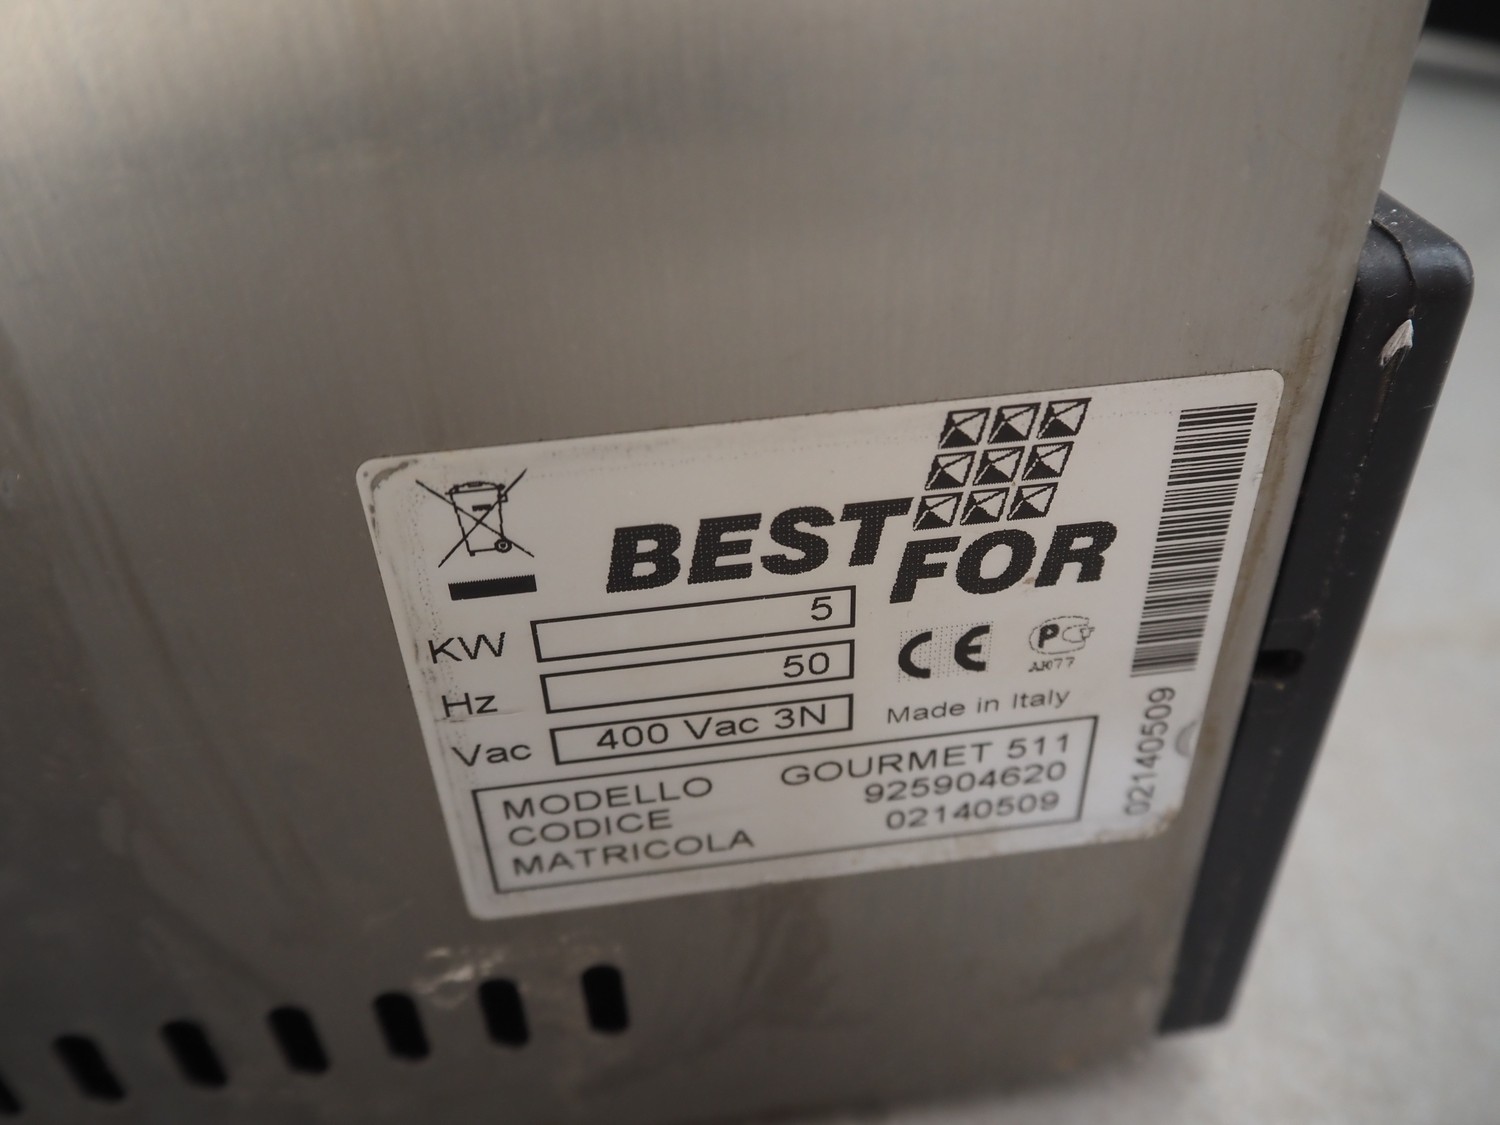 BEST
FOR
KW 5
Hz 50
Vac 400 Vac 3N
CE
Made in Italy
MODELLO GOURMET 511
CODICE 925904620
MATRICOLA 02140509
02140509